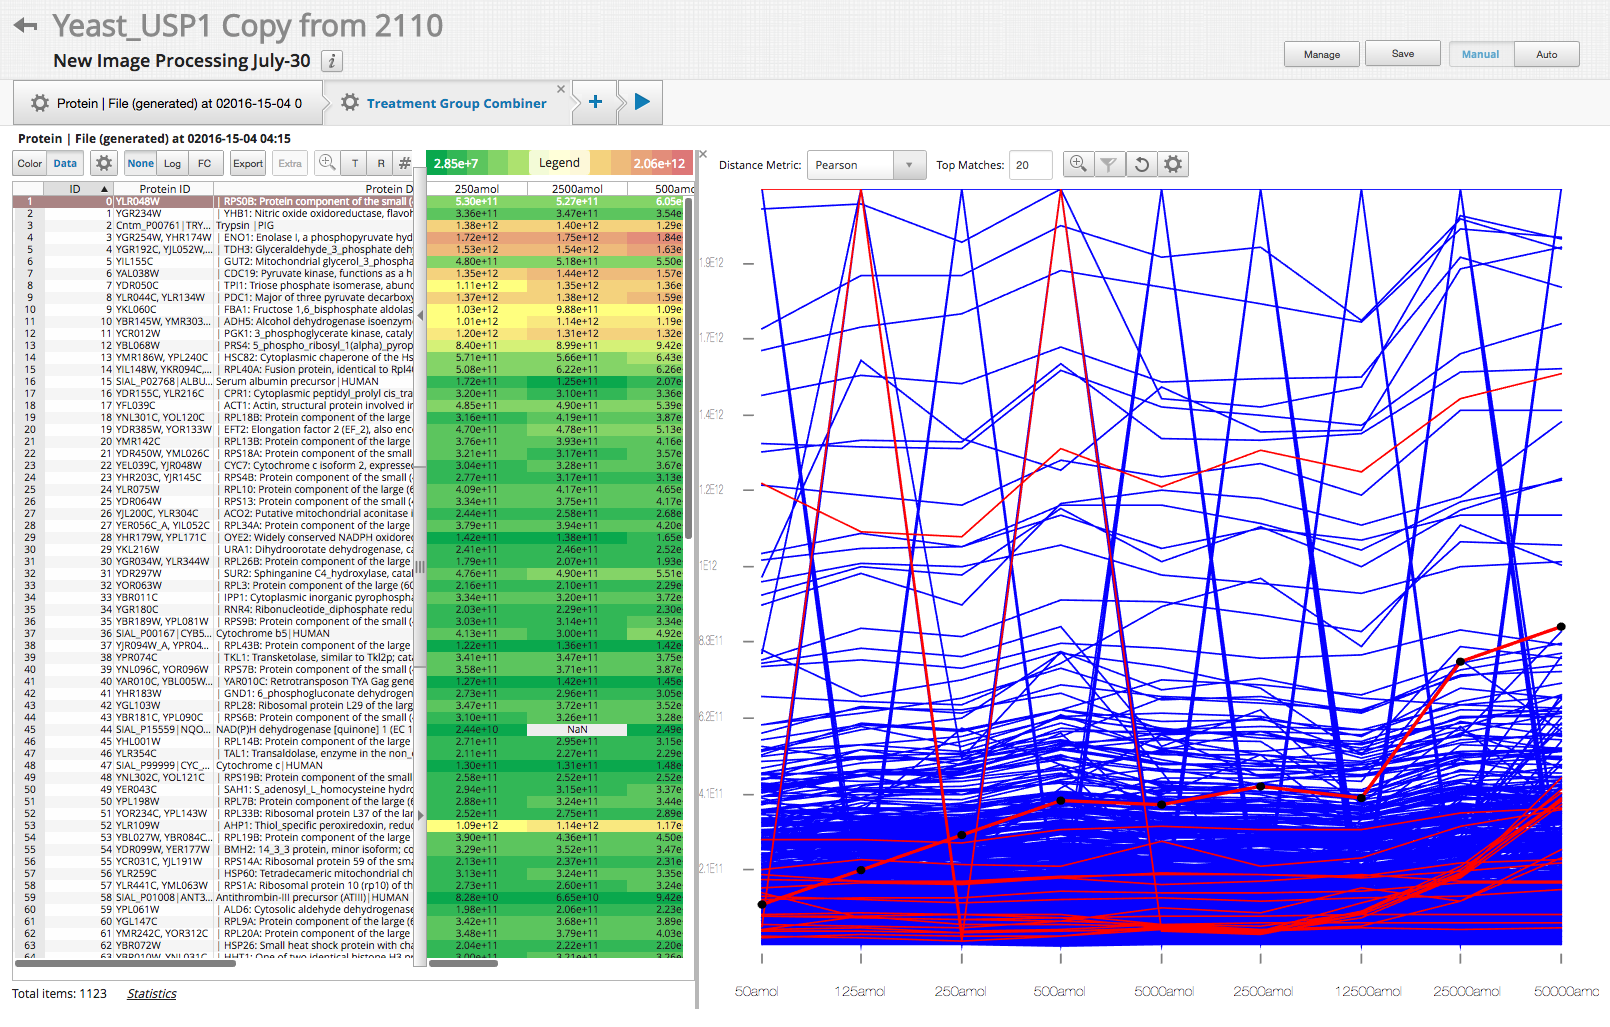 Yeast_USP1 Copy from 2110
New Image Processing July-30 i
Manage Save Manual Auto
Protein | File (generated) at 02016-15-04 0 Treatment Group Combiner × +
Protein | File (generated) at 02016-15-04 04:15
Color Data None Log FC Export Extra T R # 2.85e+7 Legend 2.06e+12 Distance Metric: Pearson Top Matches: 20
ID Protein ID Protein D 250amol 2500amol 500amo
1 0 YLR048W | RPS0B: Protein component of the small (4 5.30e+11 5.27e+11 6.05e
2 1 YGR234W | YHB1: Nitric oxide oxidoreductase, flavoh 3.36e+11 3.47e+11 3.54e
3 2 Cntm_P00761|TRY... Trypsin |PIG 1.38e+12 1.40e+12 1.29e
4 3 YGR254W, YHR174W | ENO1: Enolase I, a phosphopyruvate hyd 1.72e+12 1.75e+12 1.84e
5 4 YGR192C, YJL052W,... | TDH3: Glyceraldehyde_3_phosphate deh 1.53e+12 1.54e+12 1.63e
6 5 YIL155C | GUT2: Mitochondrial glycerol_3_phospha 4.80e+11 5.18e+11 5.50e
7 6 YAL038W | CDC19: Pyruvate kinase, functions as a h 1.35e+12 1.44e+12 1.57e
8 7 YDR050C | TPI1: Triose phosphate isomerase, abund 1.11e+12 1.35e+12 1.36e
9 8 YLR044C, YLR134W | PDC1: Major of three pyruvate decarboxy 1.37e+12 1.38e+12 1.59e
10 9 YKL060C | FBA1: Fructose 1,6_bisphosphate aldolas 1.03e+12 9.88e+11 1.09e
11 10 YBR145W, YMR303... | ADH5: Alcohol dehydrogenase isoenzym 1.01e+12 1.14e+12 1.19e
12 11 YCR012W | PGK1: 3_phosphoglycerate kinase, cataly 1.20e+12 1.31e+12 1.32e
13 12 YBL068W | PRS4: 5_phospho_ribosyl_1(alpha)_pyrop 8.40e+11 8.99e+11 9.42e
14 13 YMR186W, YPL240C | HSC82: Cytoplasmic chaperone of the Hs 5.71e+11 5.66e+11 6.43e
15 14 YIL148W, YKR094C,... | RPL40A: Fusion protein, identical to Rpl40 5.08e+11 6.22e+11 6.26e
16 15 SIAL_P02768|ALBU... Serum albumin precursor|HUMAN 1.72e+11 1.25e+11 2.07e
17 16 YDR155C, YLR216C | CPR1: Cytoplasmic peptidyl_prolyl cis_tra 3.20e+11 3.10e+11 3.36e
18 17 YFL039C | ACT1: Actin, structural protein involved i 4.85e+11 4.90e+11 5.39e
19 18 YNL301C, YOL120C | RPL18B: Protein component of the large 3.16e+11 4.19e+11 3.87e
20 19 YDR385W, YOR133W | EFT2: Elongation factor 2 (EF_2), also enc 4.70e+11 4.78e+11 5.13e
21 20 YMR142C | RPL13B: Protein component of the large 3.76e+11 3.93e+11 4.16e
22 21 YDR450W, YML026C | RPS18A: Protein component of the small 3.21e+11 3.17e+11 3.57e
23 22 YEL039C, YJR048W | CYC7: Cytochrome c isoform 2, expressed 3.04e+11 3.28e+11 3.67e
24 23 YHR203C, YJR145C | RPS4B: Protein component of the small ( 2.77e+11 3.17e+11 3.13e
25 24 YLR075W | RPL10: Protein component of the large (6 4.09e+11 4.17e+11 4.65e
26 25 YDR064W | RPS13: Protein component of the small ( 3.34e+11 3.75e+11 4.17e
27 26 YJL200C, YLR304C | ACO2: Putative mitochondrial aconitase i 2.44e+11 2.58e+11 2.68e
28 27 YER056C_A, YIL052C | RPL34A: Protein component of the large 3.79e+11 3.94e+11 4.20e
29 28 YHR179W, YPL171C | OYE2: Widely conserved NADPH oxidored 1.42e+11 1.38e+11 1.65e
30 29 YKL216W | URA1: Dihydroorotate dehydrogenase, ca 2.41e+11 2.46e+11 2.52e
31 30 YGR034W, YLR344W | RPL26B: Protein component of the large 1.79e+11 2.07e+11 1.93e
32 31 YDR297W | SUR2: Sphinganine C4_hydroxylase, catal 4.76e+11 4.90e+11 5.51e
33 32 YOR063W | RPL3: Protein component of the large (60 2.16e+11 2.10e+11 2.29e
34 33 YBR011C | IPP1: Cytoplasmic inorganic pyrophospha 3.34e+11 3.20e+11 3.72e
35 34 YGR180C | RNR4: Ribonucleotide_diphosphate redu 2.03e+11 2.29e+11 2.30e
36 35 YBR189W, YPL081W | RPS9B: Protein component of the small (4 3.03e+11 3.14e+11 3.34e
37 36 SIAL_P00167|CYB5... Cytochrome b5|HUMAN 4.13e+11 3.00e+11 4.92e
38 37 YJR094W_A, YPR04... | RPL43B: Protein component of the large 1.22e+11 1.36e+11 1.42e
39 38 YPR074C | TKL1: Transketolase, similar to Tkl2p; cata 3.41e+11 3.47e+11 3.75e
40 39 YNL096C, YOR096W | RPS7B: Protein component of the small (4 3.58e+11 3.71e+11 3.87e
41 40 YAR010C, YBL005W... | YAR010C: Retrotransposon TYA Gag gene 1.27e+11 1.42e+11 1.45e
42 41 YHR183W | GND1: 6_phosphogluconate dehydrogen 2.73e+11 2.96e+11 3.05e
43 42 YGL103W | RPL28: Ribosomal protein L29 of the larg 3.47e+11 3.72e+11 3.52e
44 43 YBR181C, YPL090C | RPS6B: Protein component of the small (4 3.10e+11 3.26e+11 3.28e
45 44 SIAL_P15559|NQO... NAD(P)H dehydrogenase [quinone] 1 (EC 1 2.44e+10 NaN 2.49e
46 45 YHL001W | RPL14B: Protein component of the large 2.71e+11 2.95e+11 3.15e
47 46 YLR354C | TAL1: Transaldolase, enzyme in the non_ 2.11e+11 2.27e+11 2.29e
48 47 SIAL_P99999|CYC_... Cytochrome c|HUMAN 1.30e+11 1.31e+11 1.48e
49 48 YNL302C, YOL121C | RPS19B: Protein component of the small 2.58e+11 2.52e+11 2.52e
50 49 YER043C | SAH1: S_adenosyl_L_homocysteine hydro 2.94e+11 3.15e+11 3.37e
51 50 YPL198W | RPL7B: Protein component of the large (6 2.88e+11 3.24e+11 3.44e
52 51 YOR234C, YPL143W | RPL33B: Ribosomal protein L37 of the lar 2.52e+11 2.75e+11 2.89e
53 52 YLR109W | AHP1: Thiol_specific peroxiredoxin, reduc 1.09e+12 1.14e+12 1.17e
54 53 YBL027W, YBR084C... | RPL19B: Protein component of the large 3.90e+11 4.36e+11 4.50e
55 54 YDR099W, YER177W | BMH2: 14_3_3 protein, minor isoform; co 3.29e+11 3.52e+11 3.47e
56 55 YCR031C, YJL191W | RPS14A: Ribosomal protein 59 of the sma 2.13e+11 2.37e+11 2.31e
57 56 YLR259C | HSP60: Tetradecameric mitochondrial ch 3.13e+11 3.24e+11 3.35e
58 57 YLR441C, YML063W | RPS1A: Ribosomal protein 10 (rp10) of th 2.73e+11 2.60e+11 3.24e
59 58 SIAL_P01008|ANT3... Antithrombin-III precursor (ATIII)|HUMAN 8.28e+10 6.65e+10 9.42e
60 59 YPL061W | ALD6: Cytosolic aldehyde dehydrogenase 1.98e+11 2.06e+11 2.23e
61 60 YGL147C | RPL9A: Protein component of the large (6 3.42e+11 3.68e+11 3.89e
62 61 YMR242C, YOR312C | RPL20A: Protein component of the large 3.48e+11 3.79e+11 4.03e
63 62 YBR072W | HSP26: Small heat shock protein with cha 2.04e+11 2.22e+11 2.20e
64 63 YBR010W, YNL031C | HHT1: One of two identical histone H3 pr 3.00e+11 3.21e+11 3.26e
Total items: 1123 Statistics
1.9E12
1.7E12
1.4E12
1.2E12
1E12
8.3E11
6.2E11
4.1E11
2.1E11
50amol 125amol 250amol 500amol 5000amol 2500amol 12500amol 25000amol 50000amo